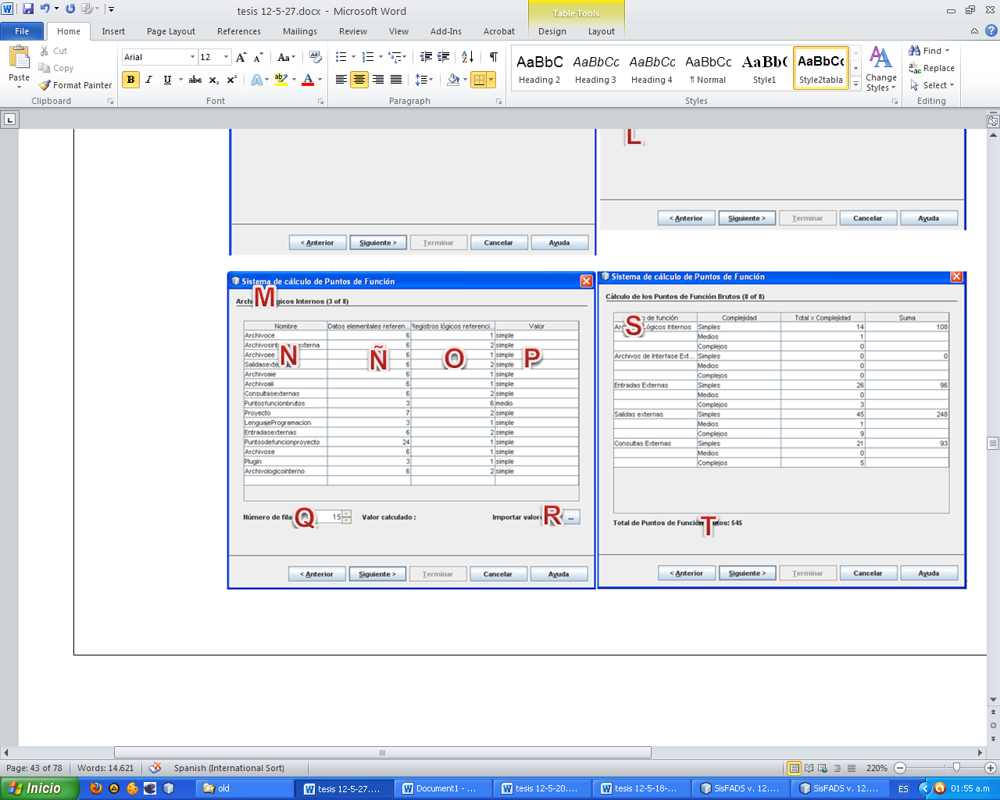 tesis 12-5-27.docx - Microsoft Word
Table Tools
File Home Insert Page Layout References Mailings Review View Add-Ins Acrobat Design Layout
Paste
Cut
Copy
Format Painter
Clipboard
Arial 12
Font
Paragraph
AaBbC AaBbCc AaBbCc AaBbCc AaBb( AaBbCc
Heading 2 Heading 3 Heading 4 ¶ Normal Style1 Style2tabla
Change Styles
Styles
Find
Replace
Select
Editing
L
< Anterior Siguiente > Terminar Cancelar Ayuda
< Anterior Siguiente > Terminar Cancelar Ayuda
Sistema de cálculo de Puntos de Función
M
gicos Internos (3 of 8)
Nombre Datos elementales referen... Registros lógicos referenci... Valor
Archivoce 6 1 simple
6 2 simple
Archivoee 6 1 simple
6 2 simple
Archivoaie 6 1 simple
Archivoali 6 1 simple
Consultasexternas 6 2 simple
Puntosfuncionbrutos 3 6 medio
Proyecto 7 2 simple
LenguajeProgramacion 3 1 simple
Entradasexternas 6 2 simple
Puntosdefuncionproyecto 24 1 simple
Archivose 6 1 simple
Plugin 3 1 simple
Archivologicointerno 6 2 simple
N Ñ O P
Número de fila Q 15 Valor calculado : Importar valore R ...
< Anterior Siguiente > Terminar Cancelar Ayuda
Sistema de cálculo de Puntos de Función
Cálculo de los Puntos de Función Brutos (8 of 8)
S
o de función Complejidad Total x Complejidad Suma
Lógicos Internos Simples 14 108
Medios 1
Complejos 0
Archivos de Interfase Ext... Simples 0 0
Medios 0
Complejos 0
Entradas Externas Simples 26 96
Medios 0
Complejos 3
Salidas externas Simples 45 248
Medios 1
Complejos 9
Consultas Externas Simples 21 93
Medios 0
Complejos 5
Total de Puntos de Función utos: 545
T
< Anterior Siguiente > Terminar Cancelar Ayuda
Page: 43 of 78 Words: 14.621 Spanish (International Sort) 220%
Inicio old tesis 12-5-27.... Document1 - ... tesis 12-5-20.... tesis 12-5-18-... SisFADS v. 12.... SisFADS v. 12.... ES 01:55 a.m